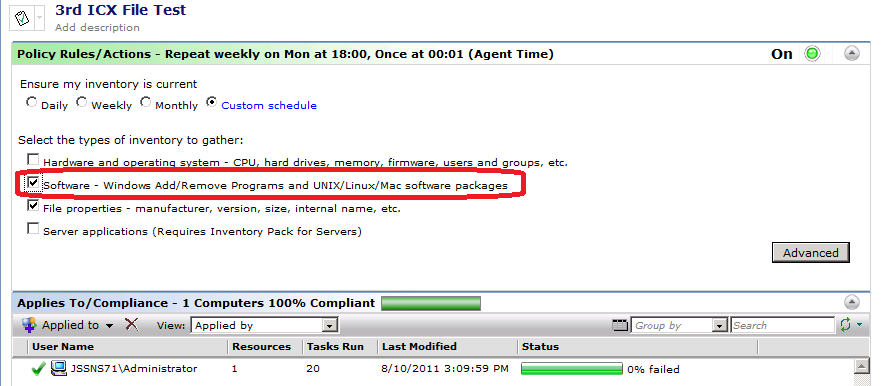 3rd ICX File Test
Add description
Policy Rules/Actions - Repeat weekly on Mon at 18:00, Once at 00:01 (Agent Time) On
Ensure my inventory is current
Daily Weekly Monthly Custom schedule
Select the types of inventory to gather:
Hardware and operating system - CPU, hard drives, memory, firmware, users and groups, etc.
Software - Windows Add/Remove Programs and UNIX/Linux/Mac software packages
File properties - manufacturer, version, size, internal name, etc.
Server applications (Requires Inventory Pack for Servers)
Advanced
Applies To/Compliance - 1 Computers 100% Compliant
Applied to View: Applied by Group by Search
User Name Resources Tasks Run Last Modified Status
JSSNS71\Administrator 1 20 8/10/2011 3:09:59 PM 0% failed